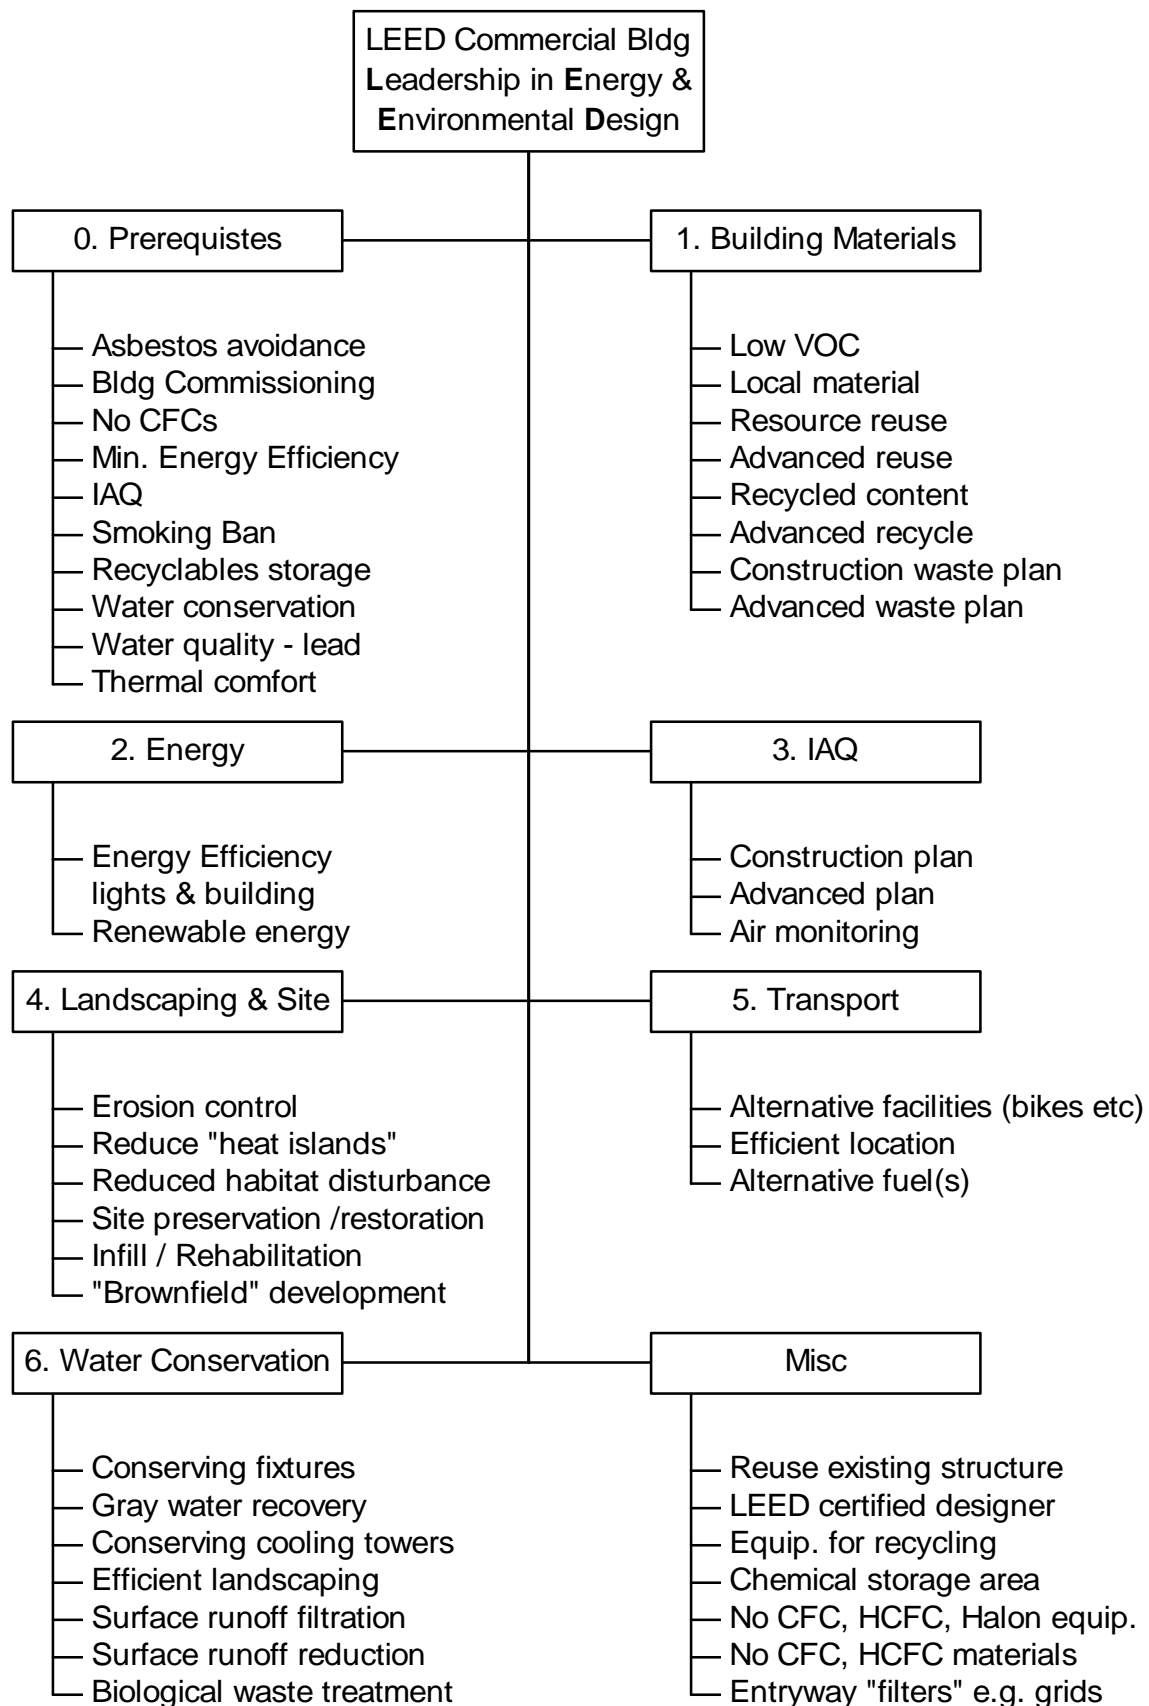 LEED Commercial Bldg
Leadership in Energy &
Environmental Design
0. Prerequistes
Asbestos avoidance
Bldg Commissioning
No CFCs
Min. Energy Efficiency
IAQ
Smoking Ban
Recyclables storage
Water conservation
Water quality - lead
Thermal comfort
1. Building Materials
Low VOC
Local material
Resource reuse
Advanced reuse
Recycled content
Advanced recycle
Construction waste plan
Advanced waste plan
2. Energy
Energy Efficiency
lights & building
Renewable energy
3. IAQ
Construction plan
Advanced plan
Air monitoring
4. Landscaping & Site
Erosion control
Reduce "heat islands"
Reduced habitat disturbance
Site preservation /restoration
Infill / Rehabilitation
"Brownfield" development
5. Transport
Alternative facilities (bikes etc)
Efficient location
Alternative fuel(s)
6. Water Conservation
Conserving fixtures
Gray water recovery
Conserving cooling towers
Efficient landscaping
Surface runoff filtration
Surface runoff reduction
Biological waste treatment
Misc
Reuse existing structure
LEED certified designer
Equip. for recycling
Chemical storage area
No CFC, HCFC, Halon equip.
No CFC, HCFC materials
Entryway "filters" e.g. grids